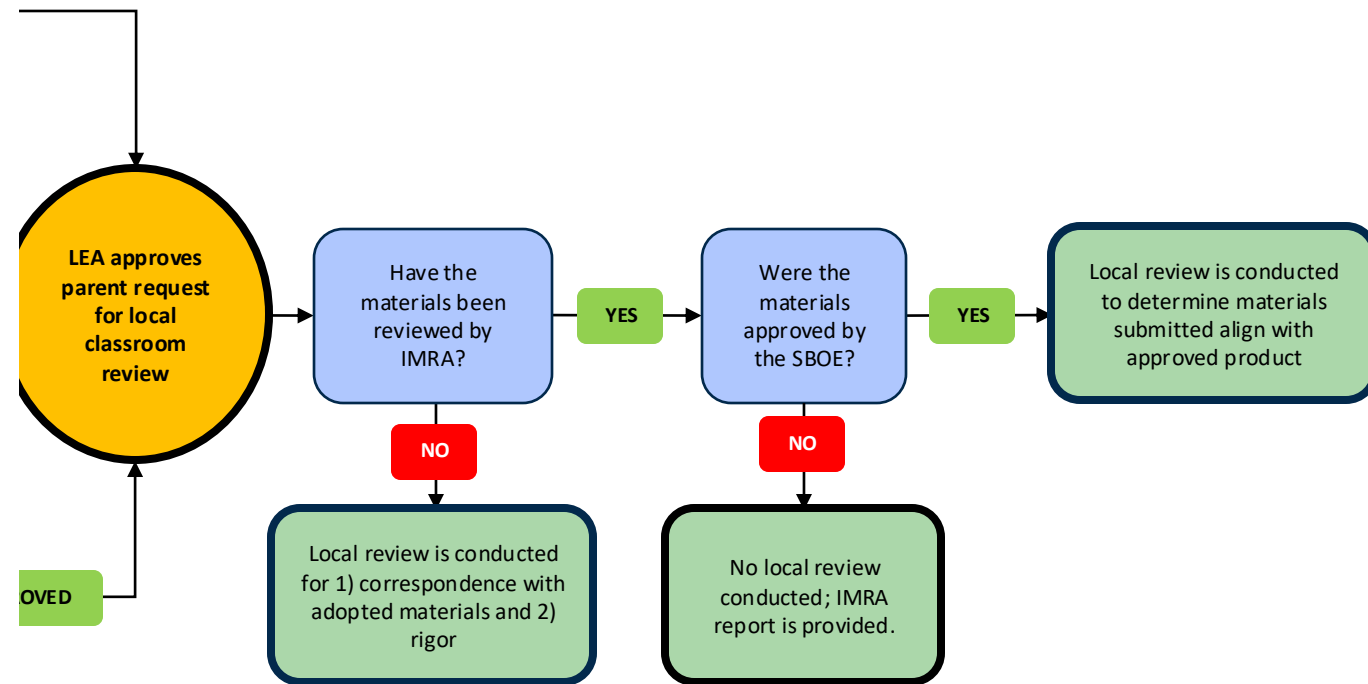 LEA approves
parent request
for local
classroom
review
Have the
materials been
reviewed by
IMRA?
YES
Were the
materials
approved by
the SBOE?
YES
Local review is conducted
to determine materials
submitted align with
approved product
NO
NO
Local review is conducted
for 1) correspondence with
adopted materials and 2)
rigor
No local review
conducted; IMRA
report is provided.